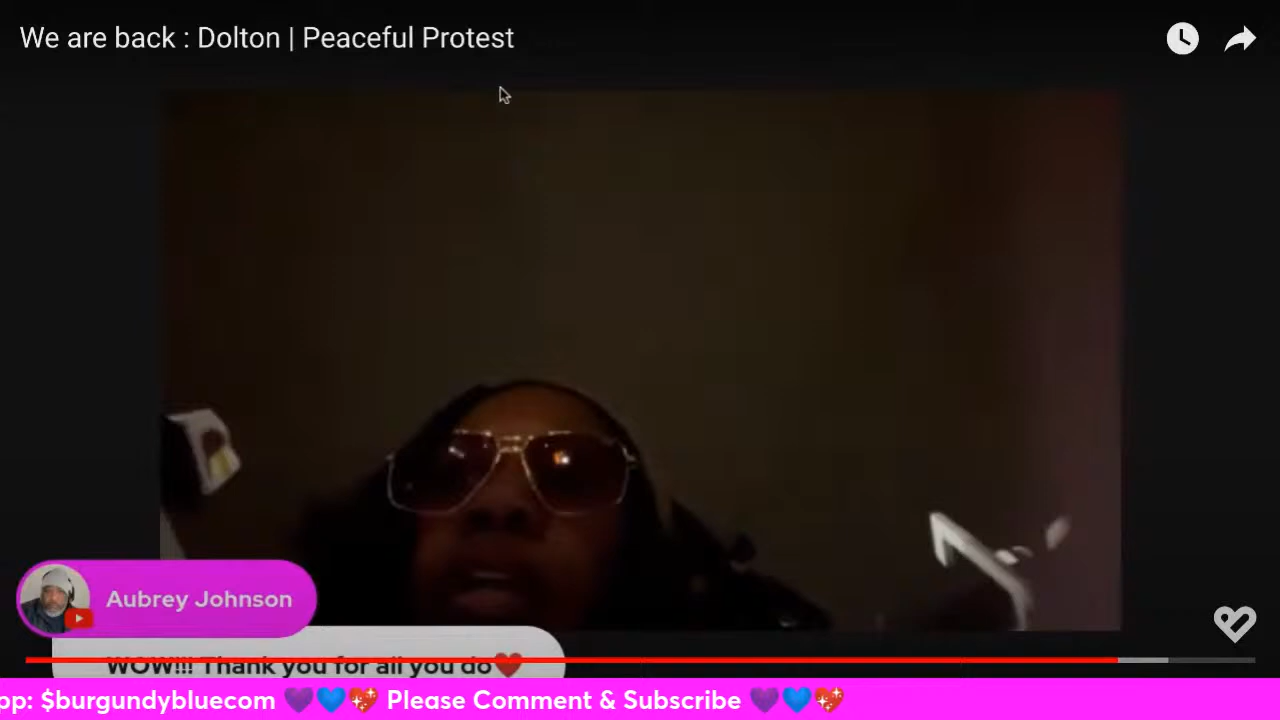 We are back : Dolton | Peaceful Protest
Aubrey Johnson
WOW!!! Thank you for all you do❤️
pp: $burgundybluecom 💜💙💖 Please Comment & Subscribe 💜💙💖